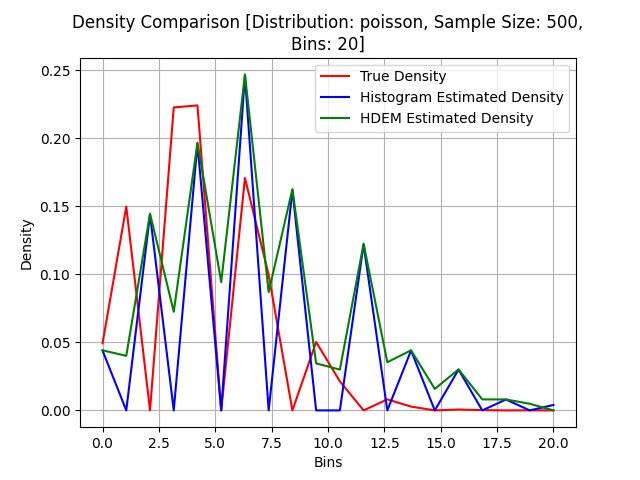 Density Comparison [Distribution: poisson, Sample Size: 500,
Bins: 20]
True Density
Histogram Estimated Density
HDEM Estimated Density
Density
0.25
0.20
0.15
0.10
0.05
0.00
0.0 2.5 5.0 7.5 10.0 12.5 15.0 17.5 20.0
Bins